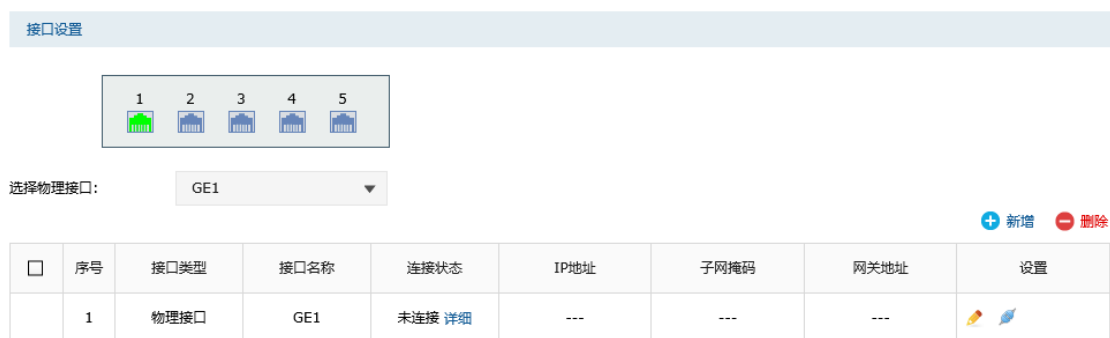 接口设置
1 2 3 4 5
选择物理接口: GE1
新增 删除
序号 接口类型 接口名称 连接状态 IP地址 子网掩码 网关地址 设置
1 物理接口 GE1 未连接 详细 --- --- ---